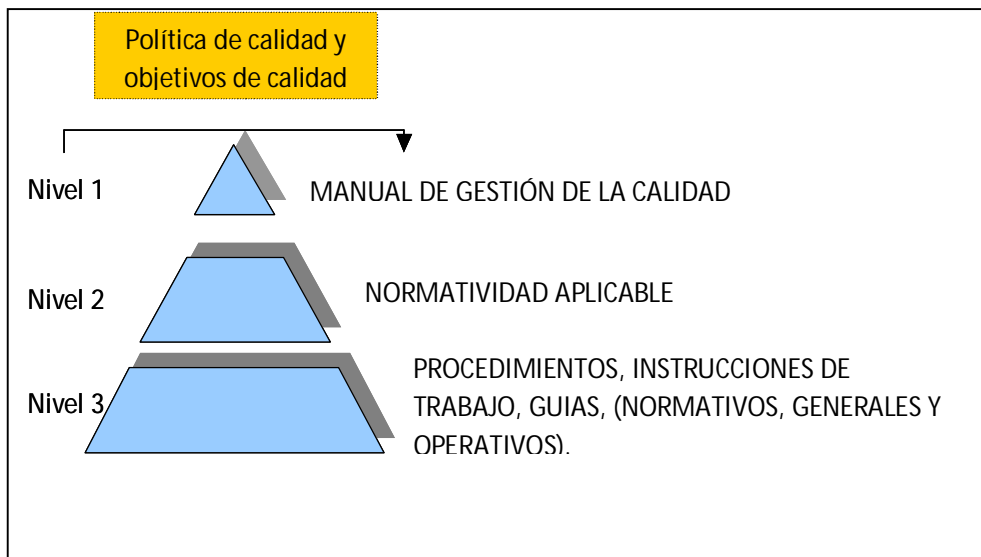 Política de calidad y
objetivos de calidad
Nivel 1
MANUAL DE GESTIÓN DE LA CALIDAD
Nivel 2
NORMATIVIDAD APLICABLE
Nivel 3
PROCEDIMIENTOS, INSTRUCCIONES DE
TRABAJO, GUIAS, (NORMATIVOS, GENERALES Y
OPERATIVOS).